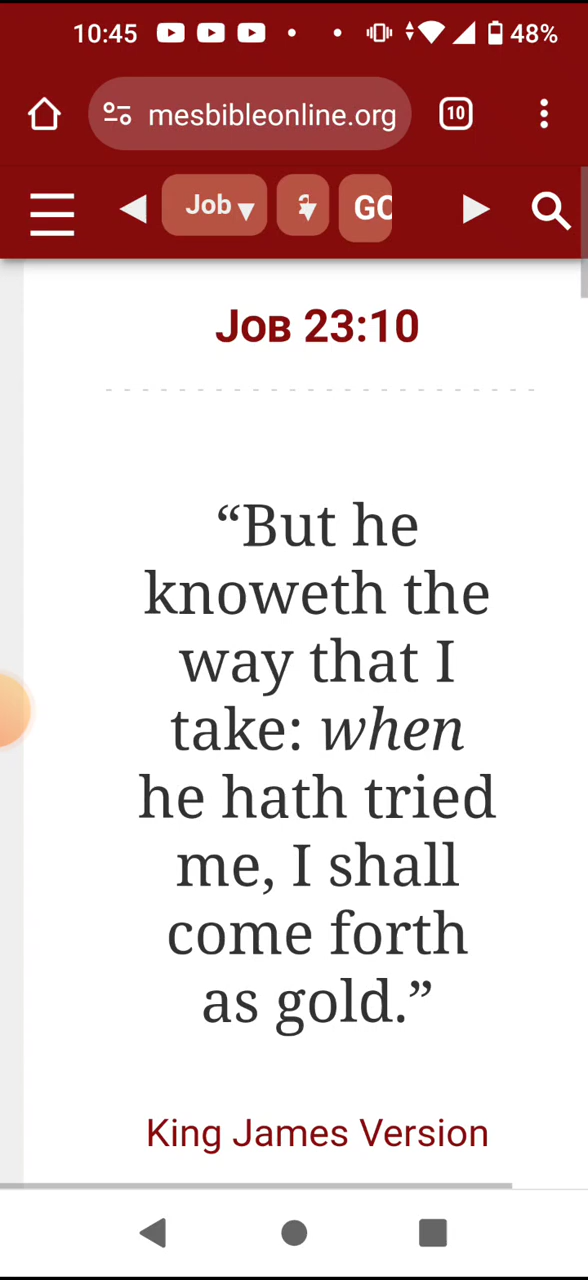 10:45 48%
mesbibleonline.org 10
Job GO
Job 23:10
“But he
knoweth the
way that I
take: when
he hath tried
me, I shall
come forth
as gold.”
King James Version